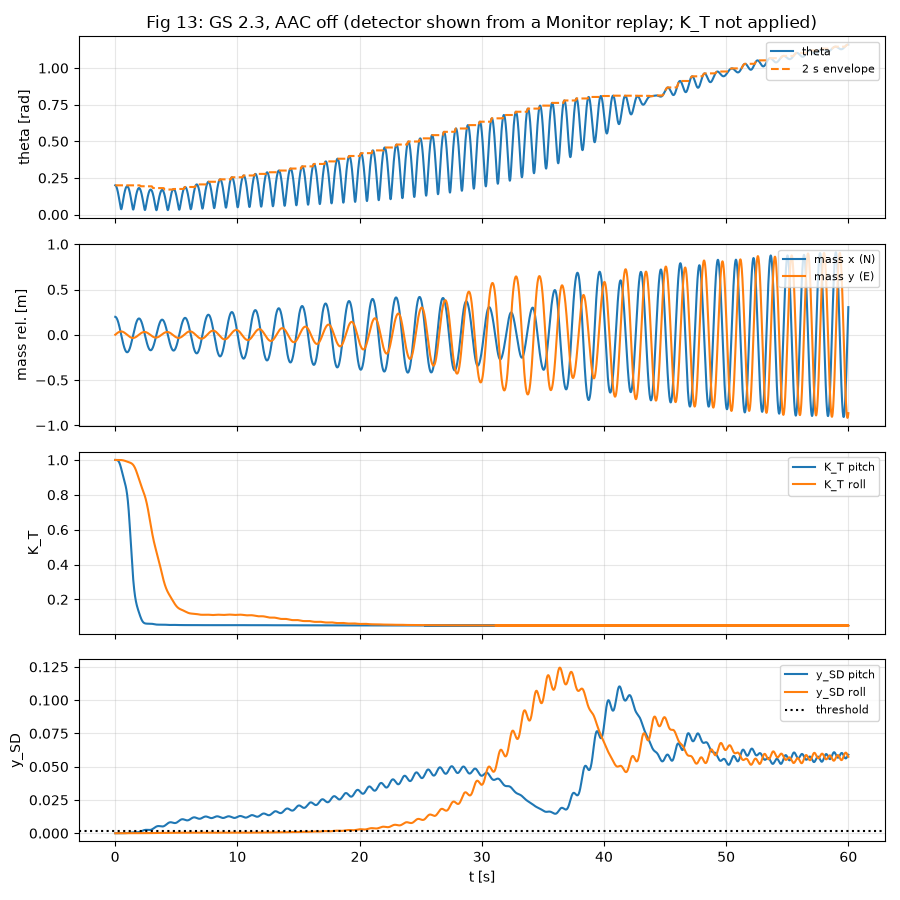 Fig 13: GS 2.3, AAC off (detector shown from a Monitor replay; K_T not applied)
theta [rad]
1.00
0.75
0.50
0.25
0.00
theta
2 s envelope
mass rel. [m]
1.0
0.5
0.0
−0.5
−1.0
mass x (N)
mass y (E)
K_T
1.0
0.8
0.6
0.4
0.2
K_T pitch
K_T roll
y_SD
0.125
0.100
0.075
0.050
0.025
0.000
y_SD pitch
y_SD roll
threshold
0 10 20 30 40 50 60
t [s]